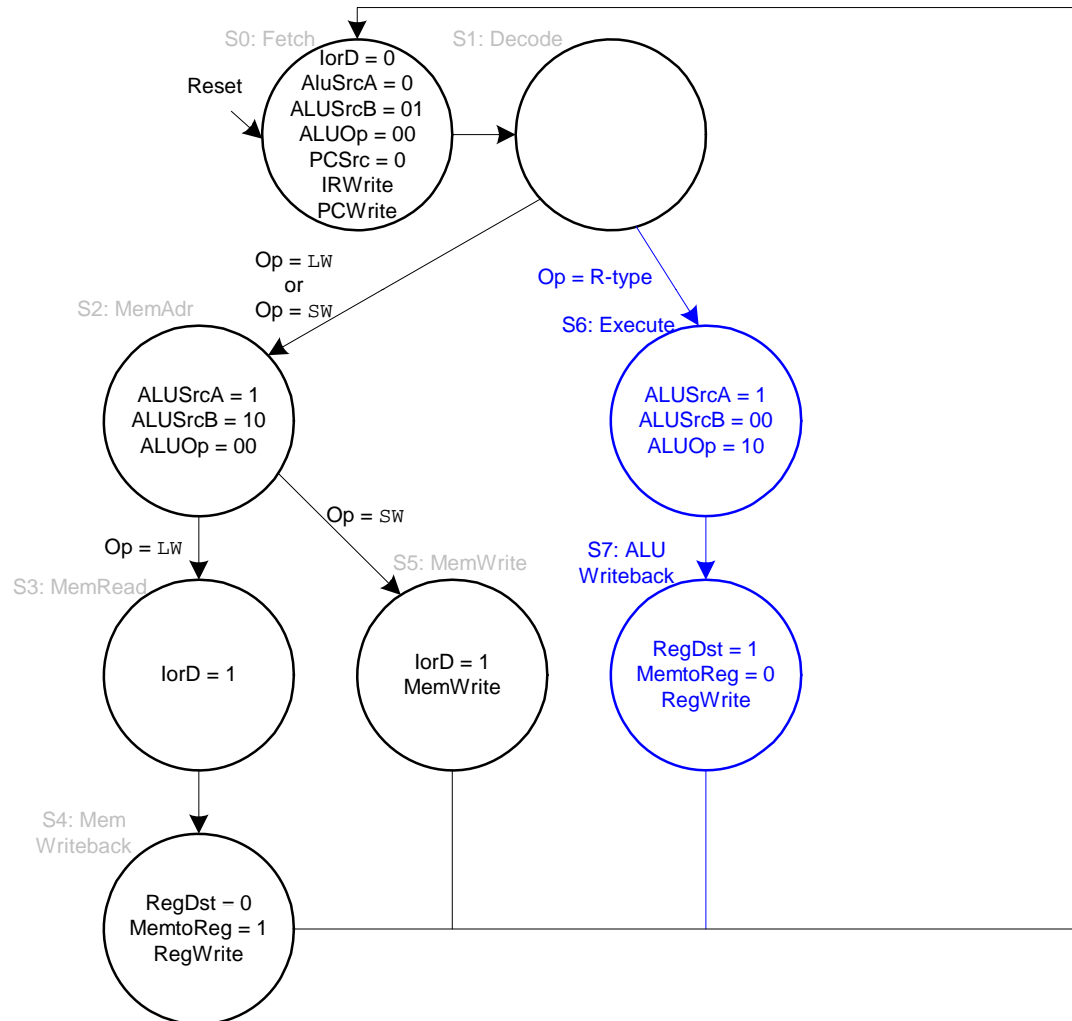 S0: Fetch
S1: Decode
Reset
IorD = 0
AluSrcA = 0
ALUSrcB = 01
ALUOp = 00
PCSrc = 0
IRWrite
PCWrite
Op = LW
or
Op = SW
Op = R-type
S2: MemAdr
S6: Execute
ALUSrcA = 1
ALUSrcB = 10
ALUOp = 00
ALUSrcA = 1
ALUSrcB = 00
ALUOp = 10
Op = LW
Op = SW
S3: MemRead
S5: MemWrite
S7: ALU
Writeback
IorD = 1
IorD = 1
MemWrite
RegDst = 1
MemtoReg = 0
RegWrite
S4: Mem
Writeback
RegDst − 0
MemtoReg = 1
RegWrite